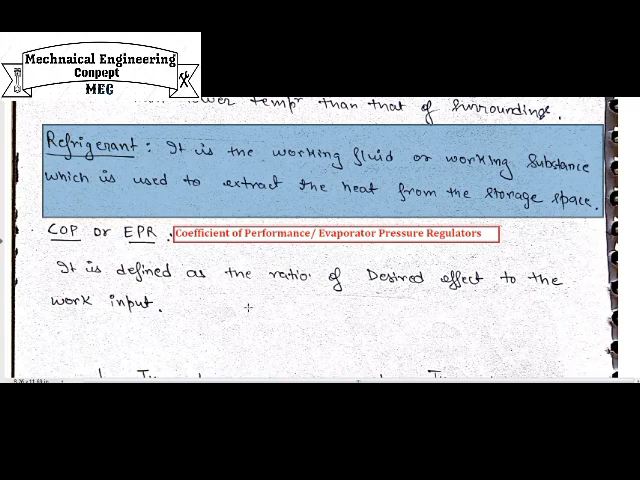 Mechnaical Engineering
Conpept
MEG
lower tempr than that of surroundings.
Refrigerant : It is the working fluid or working substance
which is used to extract the heat from the storage space.
COP or EPR :
Coefficient of Performance/ Evaporator Pressure Regulators
It is defined as the ratio of Desired effect to the
work input.